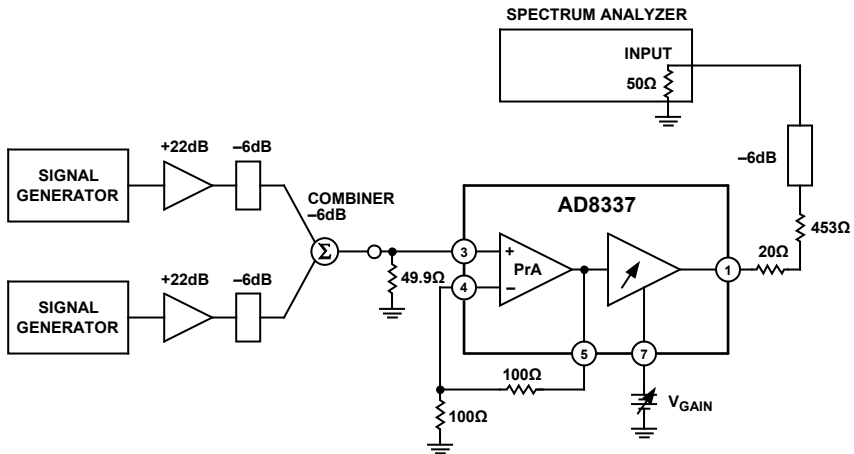 SPECTRUM ANALYZER
INPUT
50Ω
+22dB
–6dB
SIGNAL
GENERATOR
COMBINER
–6dB
Σ
–6dB
453Ω
AD8337
20Ω
3
+
PrA
4
–
1
49.9Ω
+22dB
–6dB
SIGNAL
GENERATOR
5
7
100Ω
100Ω
VGAIN